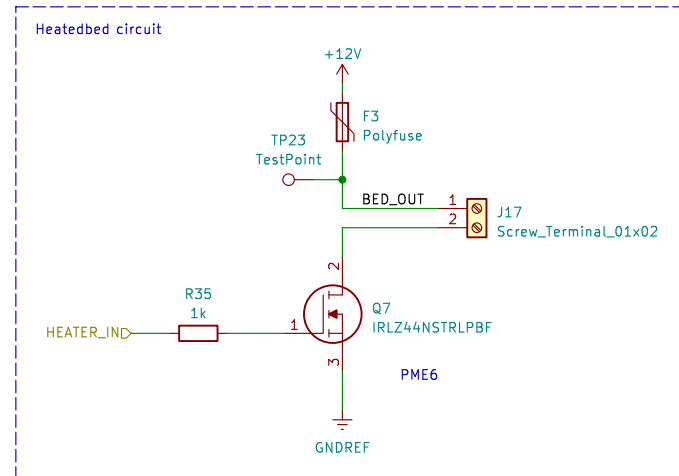 Heatedbed circuit
+12V
F3
Polyfuse
TP23
TestPoint
BED_OUT
1
2
J17
Screw_Terminal_01x02
2
R35
1k
Q7
IRLZ44NSTRLPBF
HEATER_IN
1
3
PME6
GNDREF